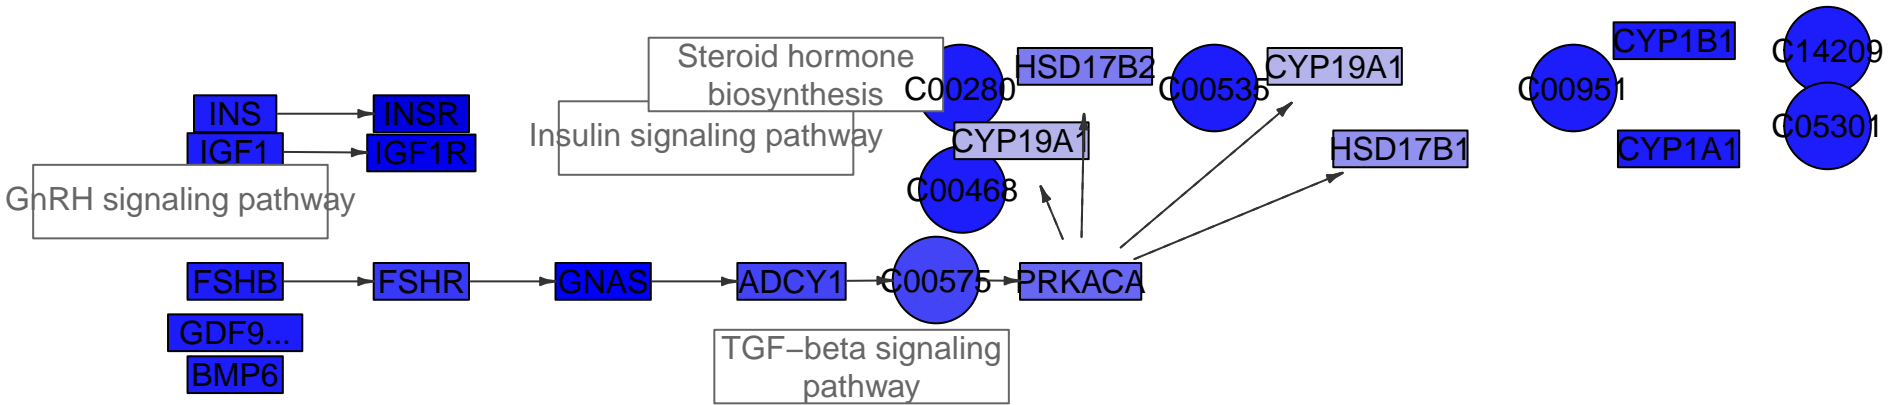 Steroid hormone
biosynthesis
C00280
HSD17B2
C00535
CYP19A1
C00951
CYP1B1
C14209
INS
INSR
Insulin signaling pathway
CYP19A1
IGF1
IGF1R
HSD17B1
CYP1A1
C05301
GnRH signaling pathway
C00468
FSHB
FSHR
GNAS
ADCY1
C00575
PRKACA
GDF9...
BMP6
TGF−beta signaling
pathway